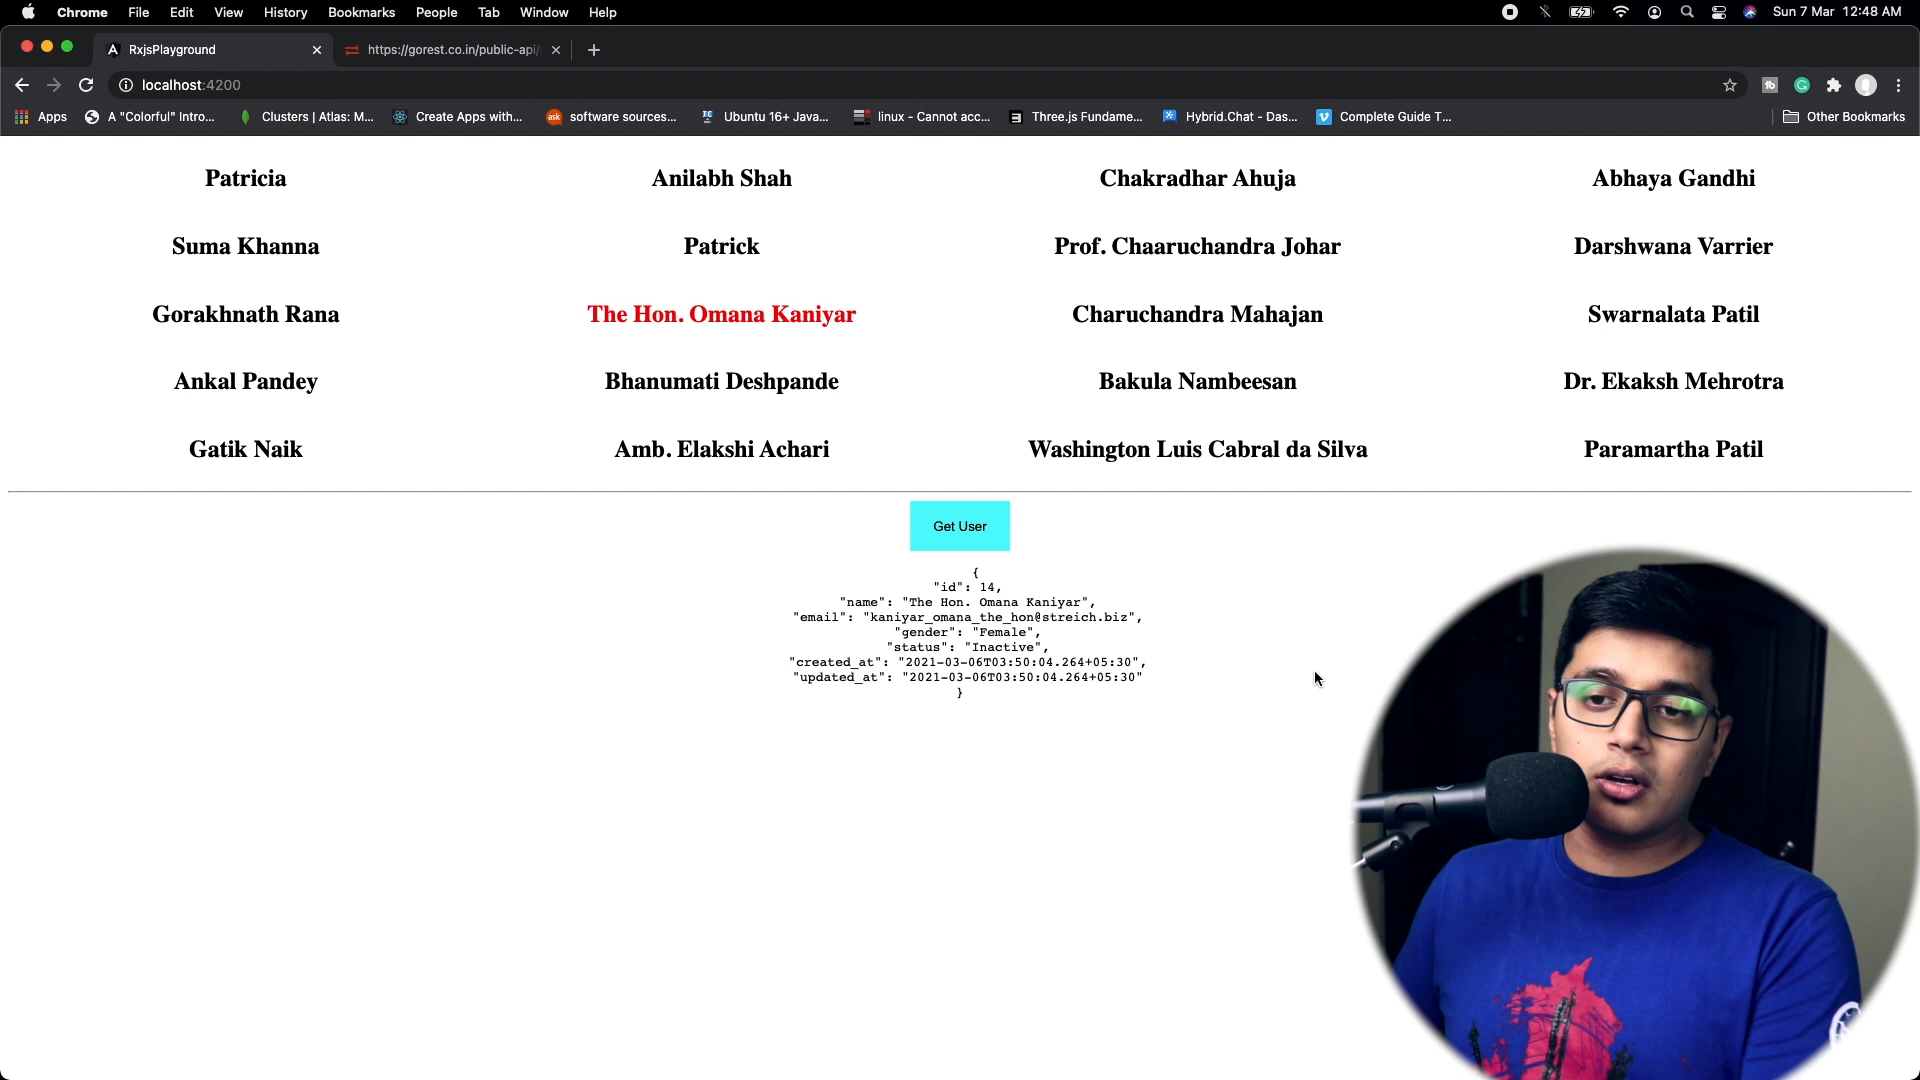 Chrome File Edit View History Bookmarks People Tab Window Help Sun 7 Mar 12:48 AM
RxjsPlayground https://gorest.co.in/public-api/
localhost:4200
Apps A "Colorful" Intro... Clusters | Atlas: M... Create Apps with... software sources... Ubuntu 16+ Java... linux - Cannot acc... Three.js Fundame... Hybrid.Chat - Das... Complete Guide T... Other Bookmarks
Patricia Anilabh Shah Chakradhar Ahuja Abhaya Gandhi
Suma Khanna Patrick Prof. Chaaruchandra Johar Darshwana Varrier
Gorakhnath Rana The Hon. Omana Kaniyar Charuchandra Mahajan Swarnalata Patil
Ankal Pandey Bhanumati Deshpande Bakula Nambeesan Dr. Ekaksh Mehrotra
Gatik Naik Amb. Elakshi Achari Washington Luis Cabral da Silva Paramartha Patil
Get User
{
"id": 14,
"name": "The Hon. Omana Kaniyar",
"email": "kaniyar_omana_the_hon@streich.biz",
"gender": "Female",
"status": "Inactive",
"created_at": "2021-03-06T03:50:04.264+05:30",
"updated_at": "2021-03-06T03:50:04.264+05:30"
}